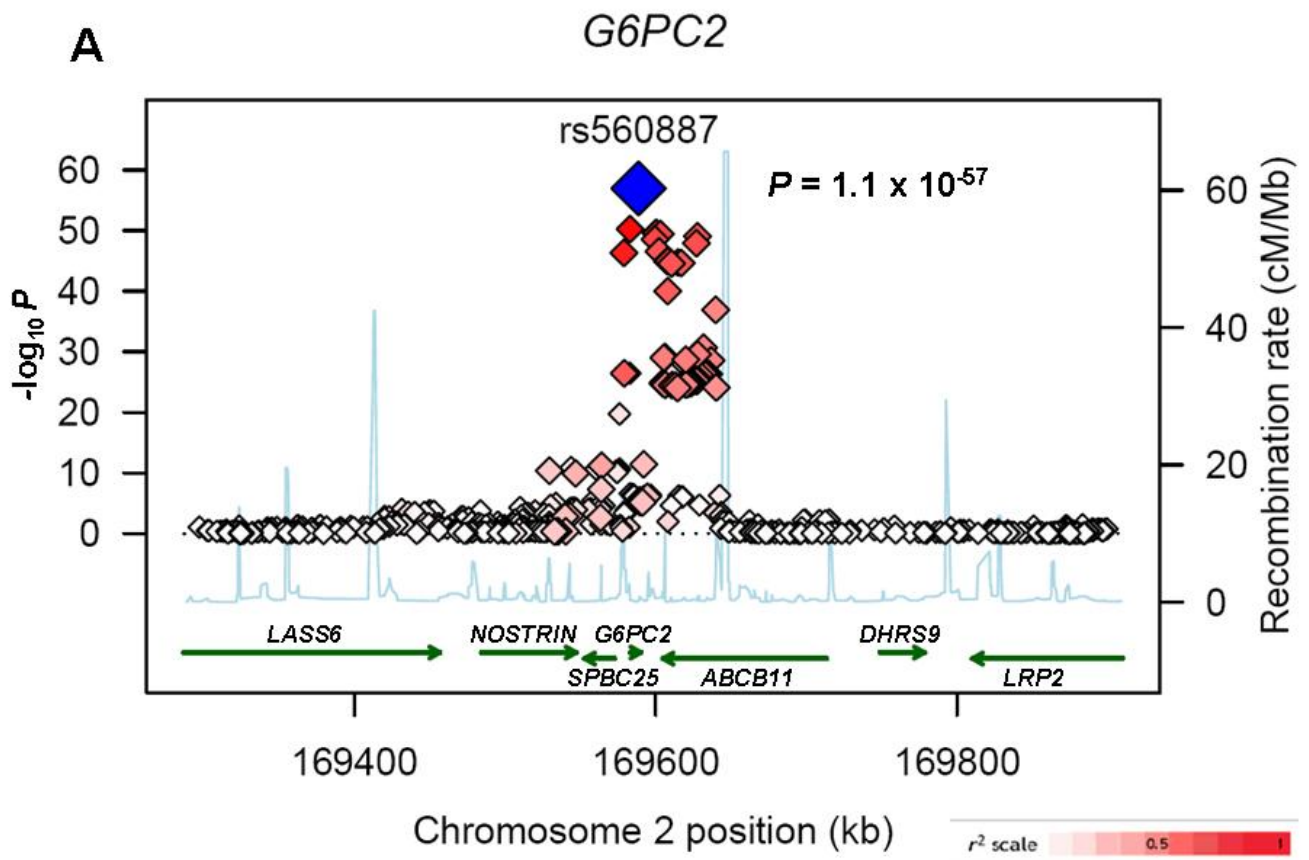 A
G6PC2
rs560887
P = 1.1 x 10-57
60
50
40
30
20
10
0
-log10 P
60
40
20
0
Recombination rate (cM/Mb)
LASS6
NOSTRIN
G6PC2
DHRS9
SPBC25
ABCB11
LRP2
169400
169600
169800
Chromosome 2 position (kb)
r2 scale
0.5
1